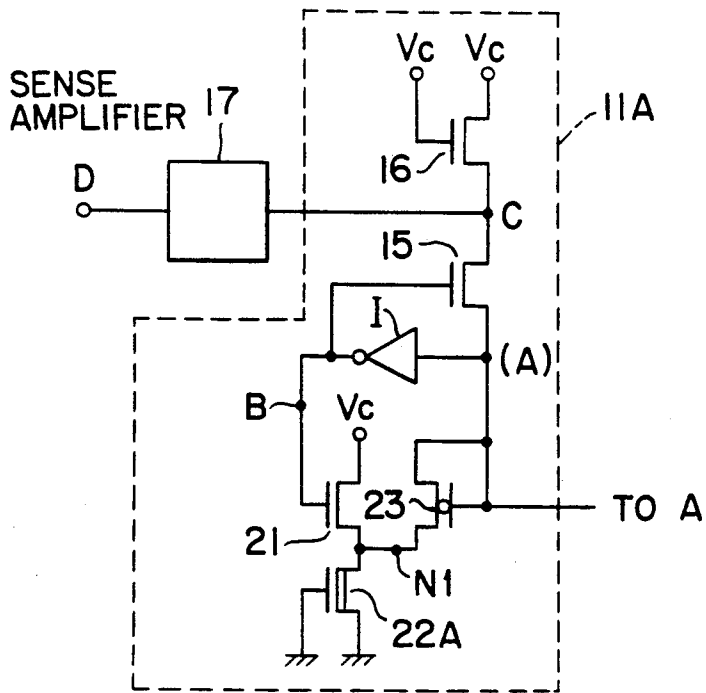 Vc Vc
SENSE
AMPLIFIER
17
11A
16
D
C
15
I
(A)
B
Vc
23
TO A
21
N1
22A